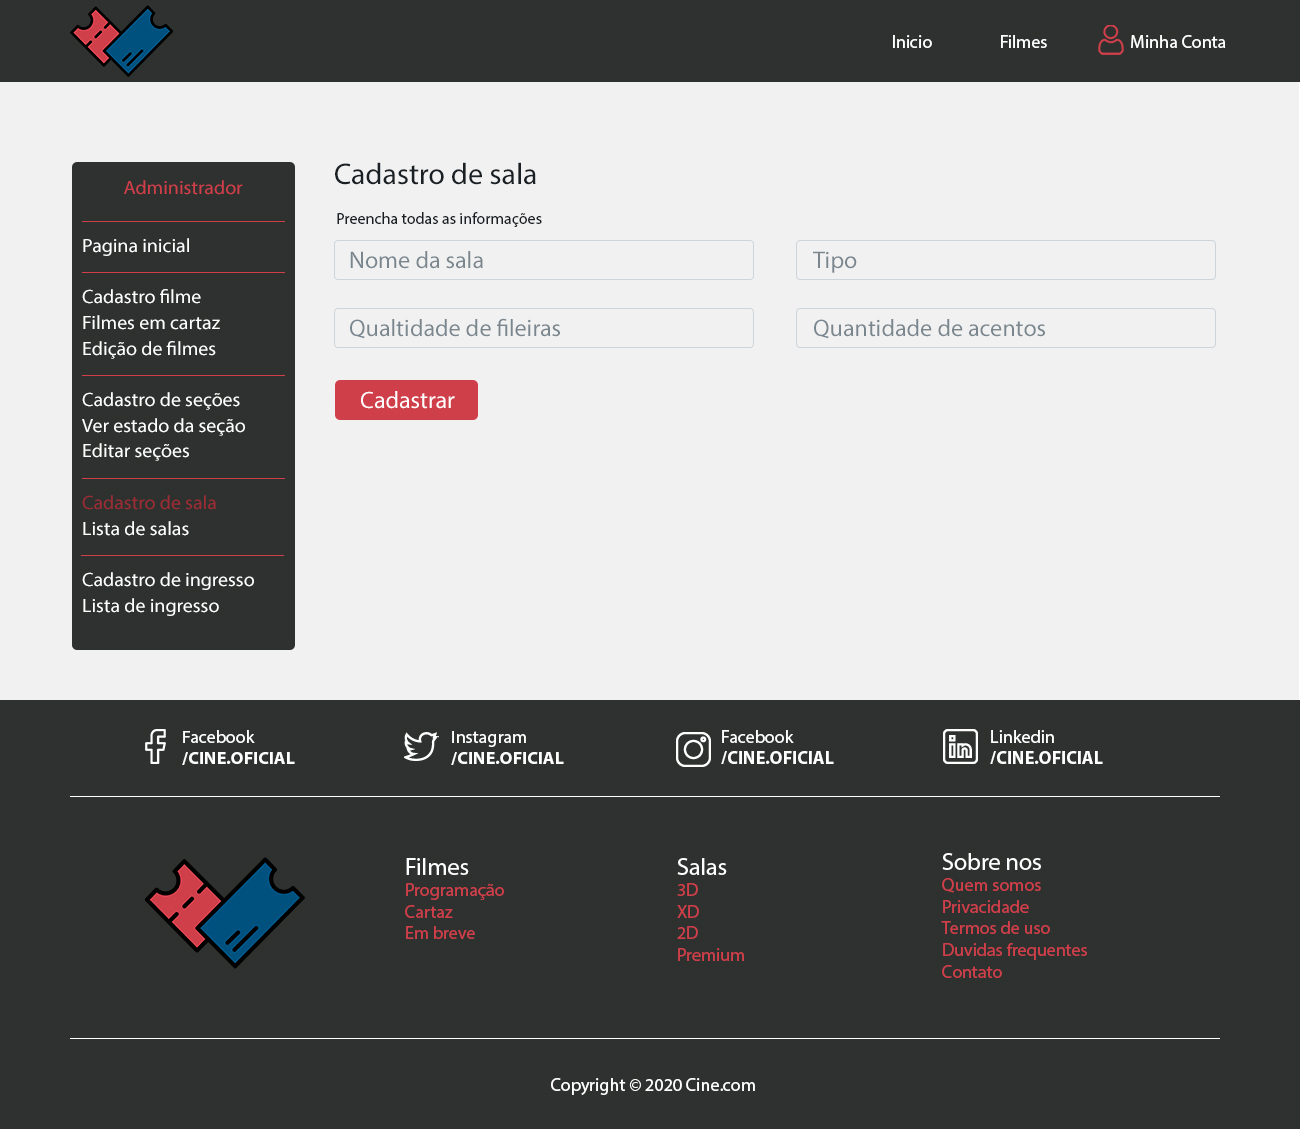 Inicio
Filmes
Minha Conta
Administrador
Pagina inicial
Cadastro filme
Filmes em cartaz
Edição de filmes
Cadastro de seções
Ver estado da seção
Editar seções
Cadastro de sala
Lista de salas
Cadastro de ingresso
Lista de ingresso
Cadastro de sala
Preencha todas as informações
Nome da sala
Tipo
Qualtidade de fileiras
Quantidade de acentos
Cadastrar
Facebook
/CINE.OFICIAL
Instagram
/CINE.OFICIAL
Facebook
/CINE.OFICIAL
Linkedin
/CINE.OFICIAL
Filmes
Programação
Cartaz
Em breve
Salas
3D
XD
2D
Premium
Sobre nos
Quem somos
Privacidade
Termos de uso
Duvidas frequentes
Contato
Copyright © 2020 Cine.com